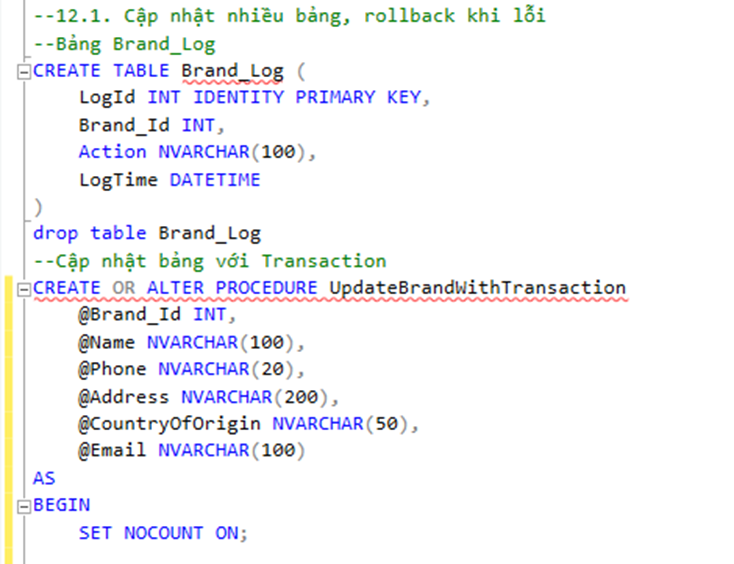 --12.1. Cập nhật nhiều bảng, rollback khi lỗi
--Bảng Brand_Log
CREATE TABLE Brand_Log (
    LogId INT IDENTITY PRIMARY KEY,
    Brand_Id INT,
    Action NVARCHAR(100),
    LogTime DATETIME
)
drop table Brand_Log
--Cập nhật bảng với Transaction
CREATE OR ALTER PROCEDURE UpdateBrandWithTransaction
    @Brand_Id INT,
    @Name NVARCHAR(100),
    @Phone NVARCHAR(20),
    @Address NVARCHAR(200),
    @CountryOfOrigin NVARCHAR(50),
    @Email NVARCHAR(100)
AS
BEGIN
    SET NOCOUNT ON;